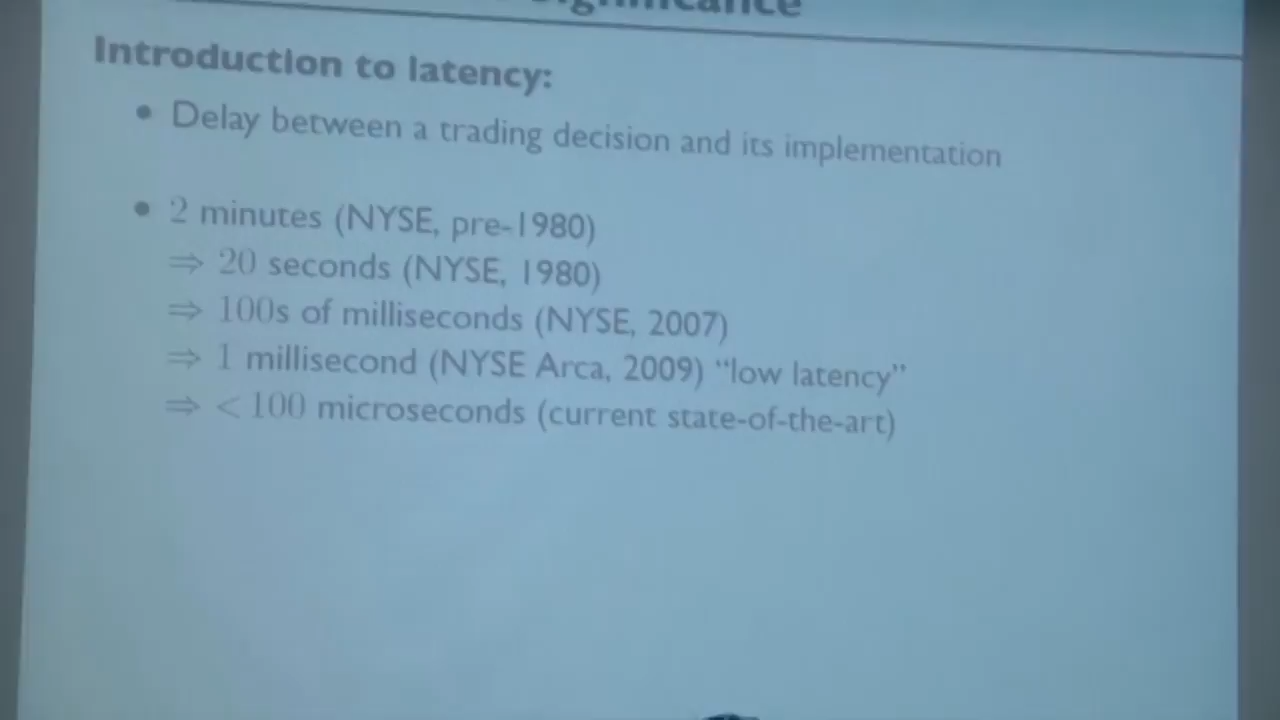 Introduction to latency:
• Delay between a trading decision and its implementation
• 2 minutes (NYSE, pre-1980)
⇒ 20 seconds (NYSE, 1980)
⇒ 100s of milliseconds (NYSE, 2007)
⇒ 1 millisecond (NYSE Arca, 2009) “low latency”
⇒ < 100 microseconds (current state-of-the-art)